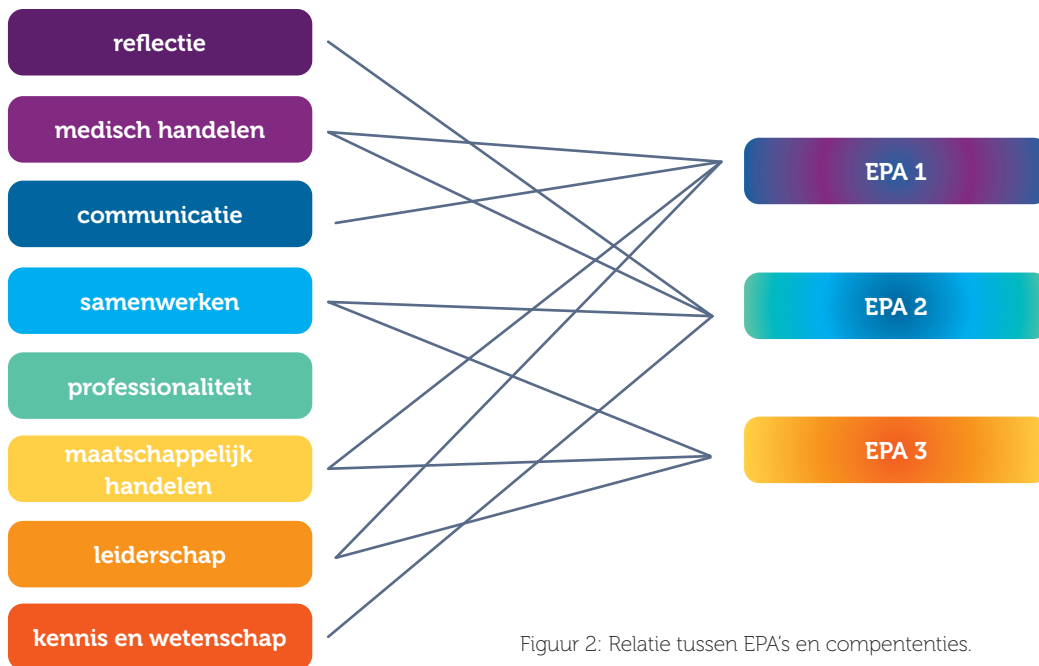 reflectie
medisch handelen
communicatie
samenwerken
professionaliteit
maatschappelijk
handelen
leiderschap
kennis en wetenschap
EPA 1
EPA 2
EPA 3
Figuur 2: Relatie tussen EPA's en compententies.